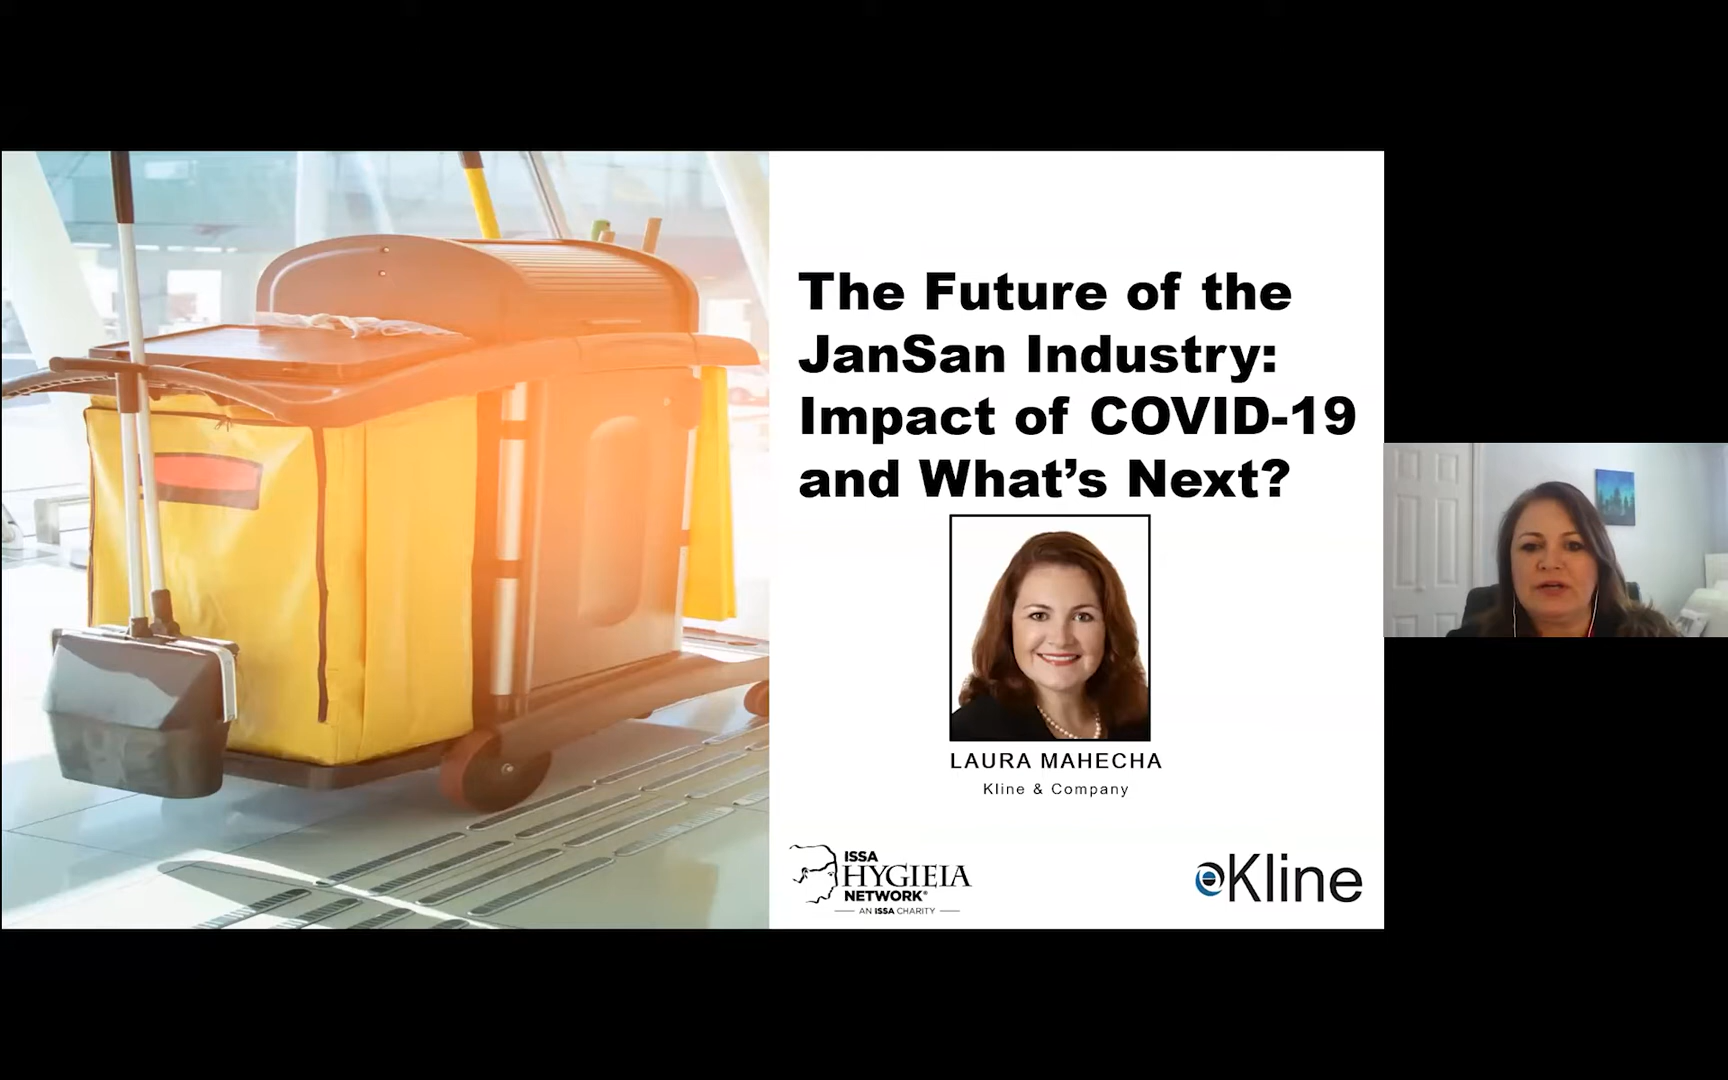 The Future of the
JanSan Industry:
Impact of COVID-19
and What’s Next?
LAURA MAHECHA
Kline & Company
ISSA
HYGIEIA
NETWORK®
AN ISSA CHARITY
Kline